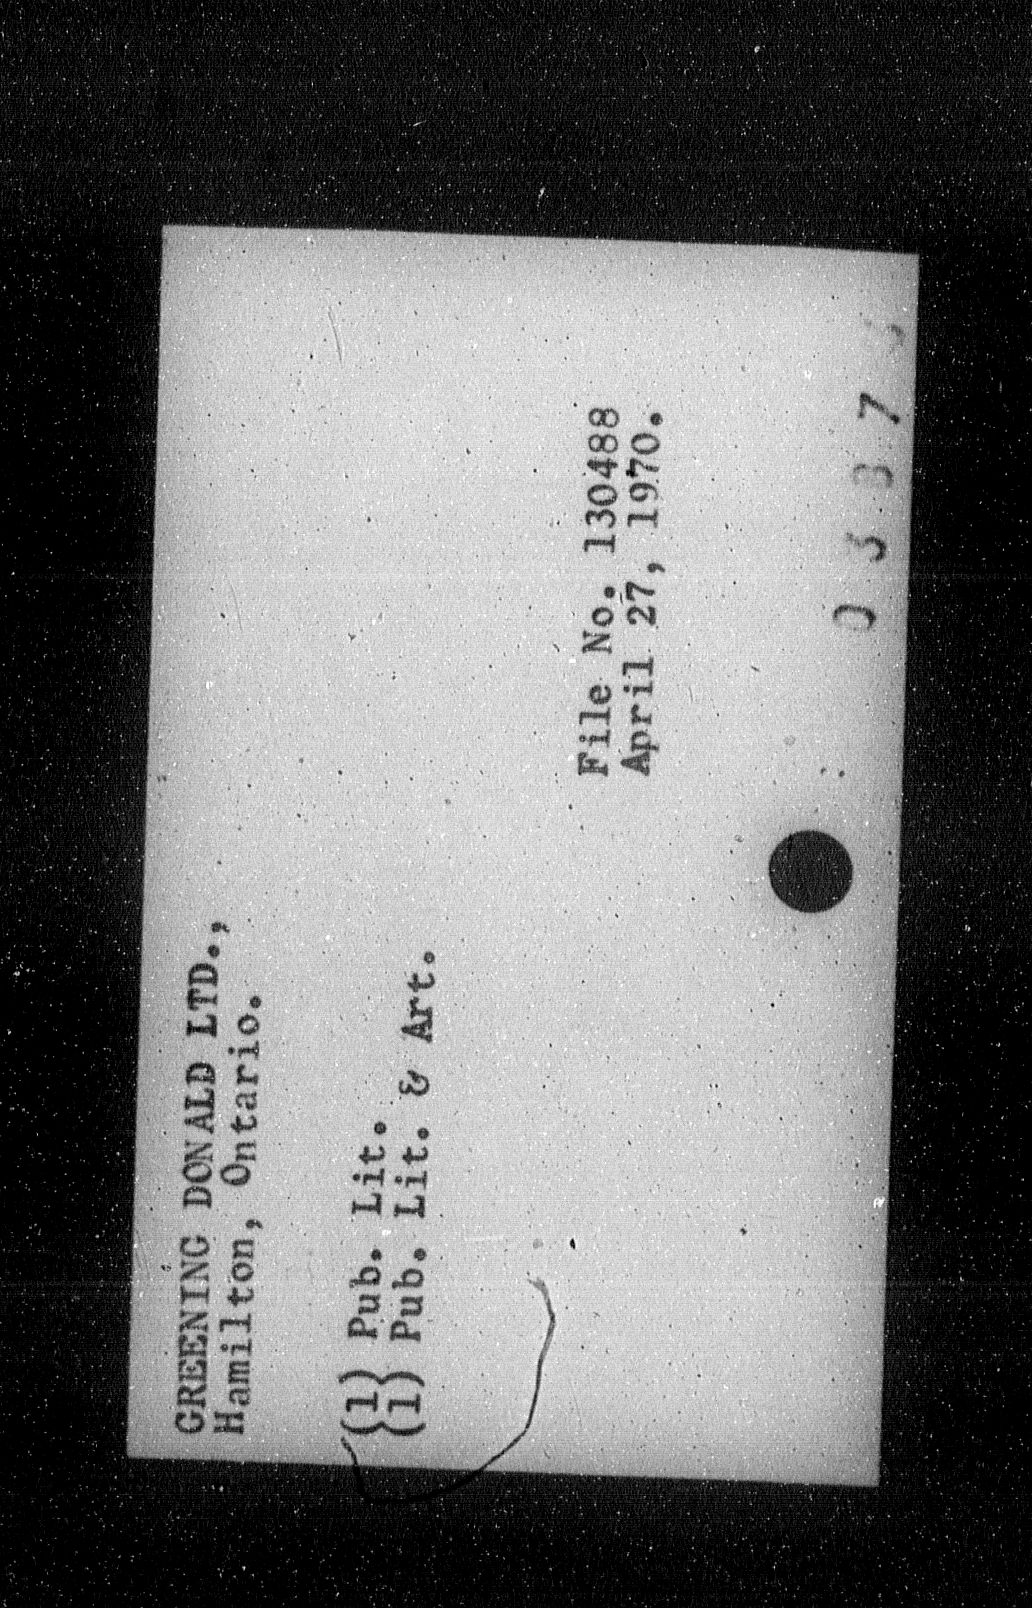 GREENING DONALD LTD.,
Hamilton, Ontario.
(1) Pub. Lit.
(1) Pub. Lit. & Art.
File No. 130488
April 27, 1970.